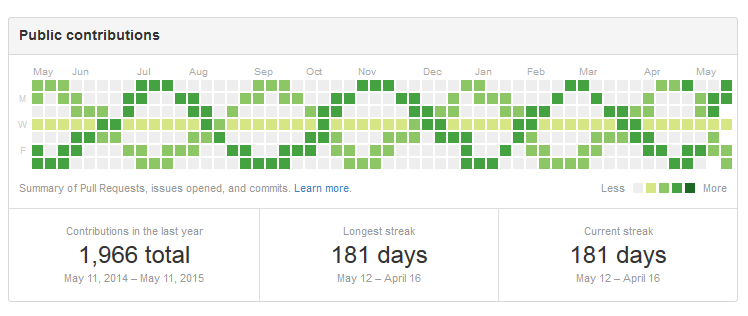 Public contributions
May Jun Jul Aug Sep Oct Nov Dec Jan Feb Mar Apr May
M
W
F
Summary of Pull Requests, issues opened, and commits. Learn more.
Less More
Contributions in the last year
1,966 total
May 11, 2014 – May 11, 2015
Longest streak
181 days
May 12 – April 16
Current streak
181 days
May 12 – April 16